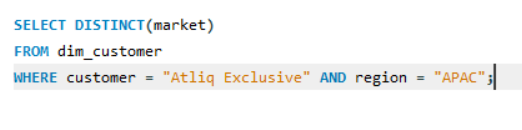 SELECT DISTINCT(market)
FROM dim_customer
WHERE customer = "Atliq Exclusive" AND region = "APAC";